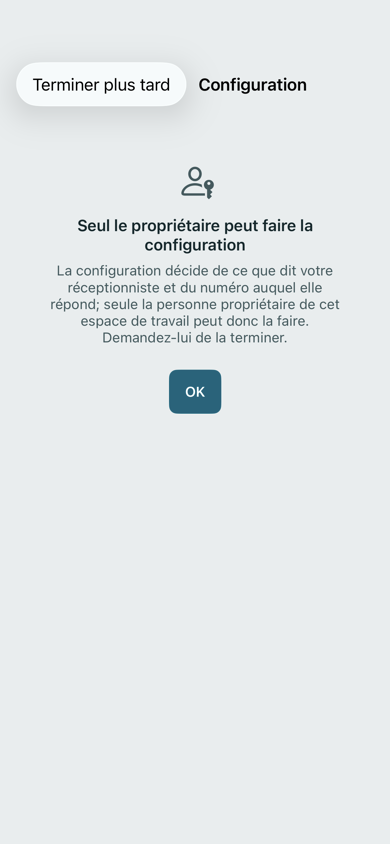 Terminer plus tard
Configuration
Seul le propriétaire peut faire la
configuration
La configuration décide de ce que dit votre
réceptionniste et du numéro auquel elle
répond; seule la personne propriétaire de cet
espace de travail peut donc la faire.
Demandez-lui de la terminer.
OK